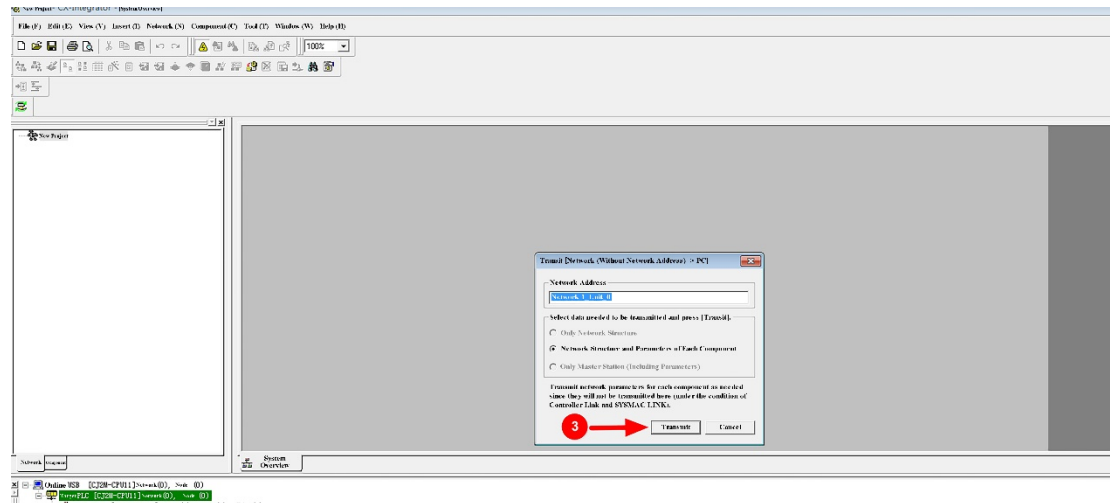 New Project - CX-Integrator - [SystemOverview]
File (F) Edit (E) View (V) Insert (I) Network (N) Component (C) Tool (T) Window (W) Help (H)
100%
New Project
Transmit [Network (Without Network Address) -> PC]
Network Address
Network 1_Unit_0
Select data needed to be transmitted and press [Transit].
Only Network Structure
Network Structure and Parameters of Each Component
Only Master Station (Including Parameters)
Transmit network parameters for each component as needed
since they will not be transmitted here (under the condition of
Controller Link and SYSMAC LINK).
3
Transmit Cancel
Network
System
Overview
Online USB [CJ2M-CPU11] Network(0), Node (0)
TargetPLC [CJ2M-CPU11] Network(0), Node (0)